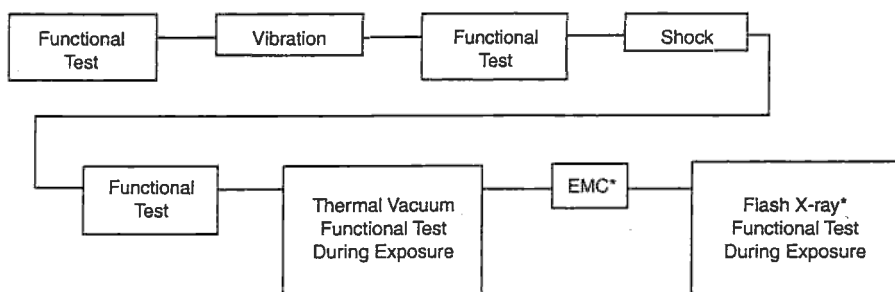 Functional
Test
Vibration
Functional
Test
Shock
Functional
Test
Thermal Vacuum
Functional Test
During Exposure
EMC*
Flash X-ray*
Functional Test
During Exposure